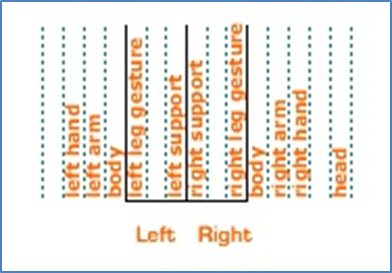 left hand
left arm
body
left leg gesture
left support
right support
right leg gesture
body
right arm
right hand
head
Left Right